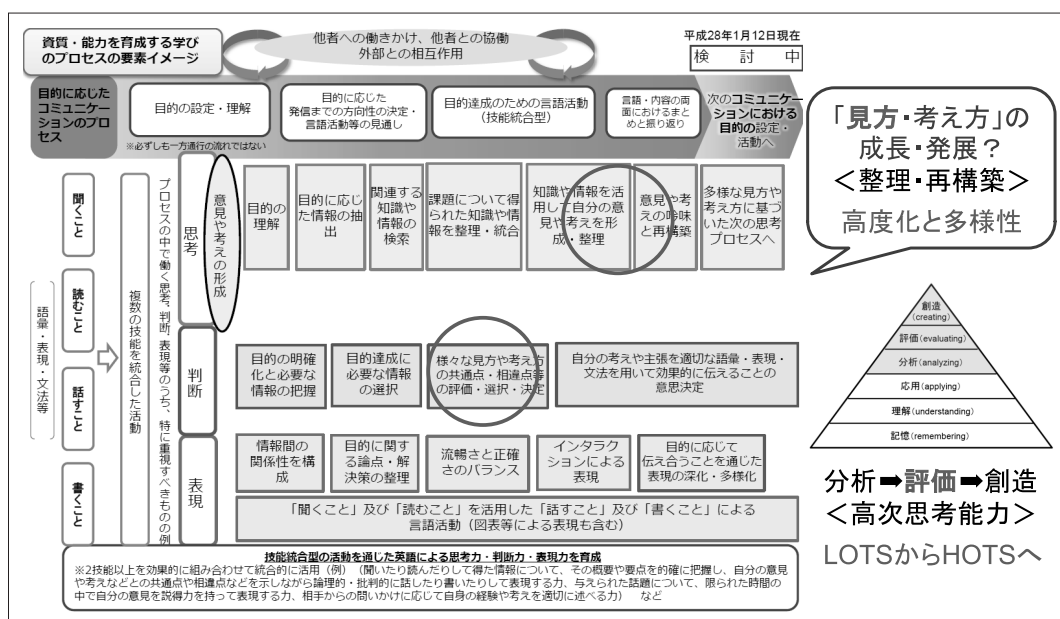 資質・能力を育成する学び
のプロセスの要素イメージ
他者への働きかけ、他者との協働
外部との相互作用
平成28年1月12日現在
検 討 中
目的に応じた
コミュニケー
ションのプロ
セス
目的の設定・理解
※必ずしも一方通行の流れではない
目的に応じた
発信までの方向性の決定・
言語活動等の見通し
目的達成のための言語活動
（技能統合型）
言語・内容の両
面におけるまと
めと振り返り
次のコミュニケー
ションにおける
目的の設定・
活動へ
「見方・考え方」の
成長・発展？
＜整理・再構築＞
高度化と多様性
語彙・表現・文法等
聞くこと
読むこと
話すこと
書くこと
複数の技能を統合した活動
プロセスの中で働く思考、判断、表現等のうち、特に重視すべきものの例
思考
意見や考えの形成
目的の
理解
目的に応じ
た情報の抽
出
関連する
知識や
情報の
検索
課題について得
られた知識や情
報を整理・統合
知識や情報を活
用して自分の意
見や考えを形
成・整理
意見や考
えの吟味
と再構築
多様な見方や
考え方に基づ
いた次の思考
プロセスへ
判断
目的の明確
化と必要な
情報の把握
目的達成に
必要な情報
の選択
様々な見方や考え方
の共通点・相違点等
の評価・選択・決定
自分の考えや主張を適切な語彙・表現・
文法を用いて効果的に伝えることの
意思決定
表現
情報間の
関係性を構
成
目的に関す
る論点・解
決策の整理
流暢さと正確
さのバランス
インタラク
ションによる
表現
目的に応じて
伝え合うことを通じた
表現の深化・多様化
「聞くこと」及び「読むこと」を活用した「話すこと」及び「書くこと」による
言語活動（図表等による表現も含む）
技能統合型の活動を通じた英語による思考力・判断力・表現力を育成
※2技能以上を効果的に組み合わせて統合的に活用（例）（聞いたり読んだりして得た情報について、その概要や要点を的確に把握し、自分の意見
や考えなどとの共通点や相違点などを示しながら論理的・批判的に話したり書いたりして表現する力、与えられた話題について、限られた時間の
中で自分の意見を説得力を持って表現する力、相手からの問いかけに応じて自身の経験や考えを適切に述べる力） など
創造
(creating)
評価(evaluating)
分析(analyzing)
応用(applying)
理解(understanding)
記憶(remembering)
分析➡評価➡創造
＜高次思考能力＞
LOTSからHOTSへ